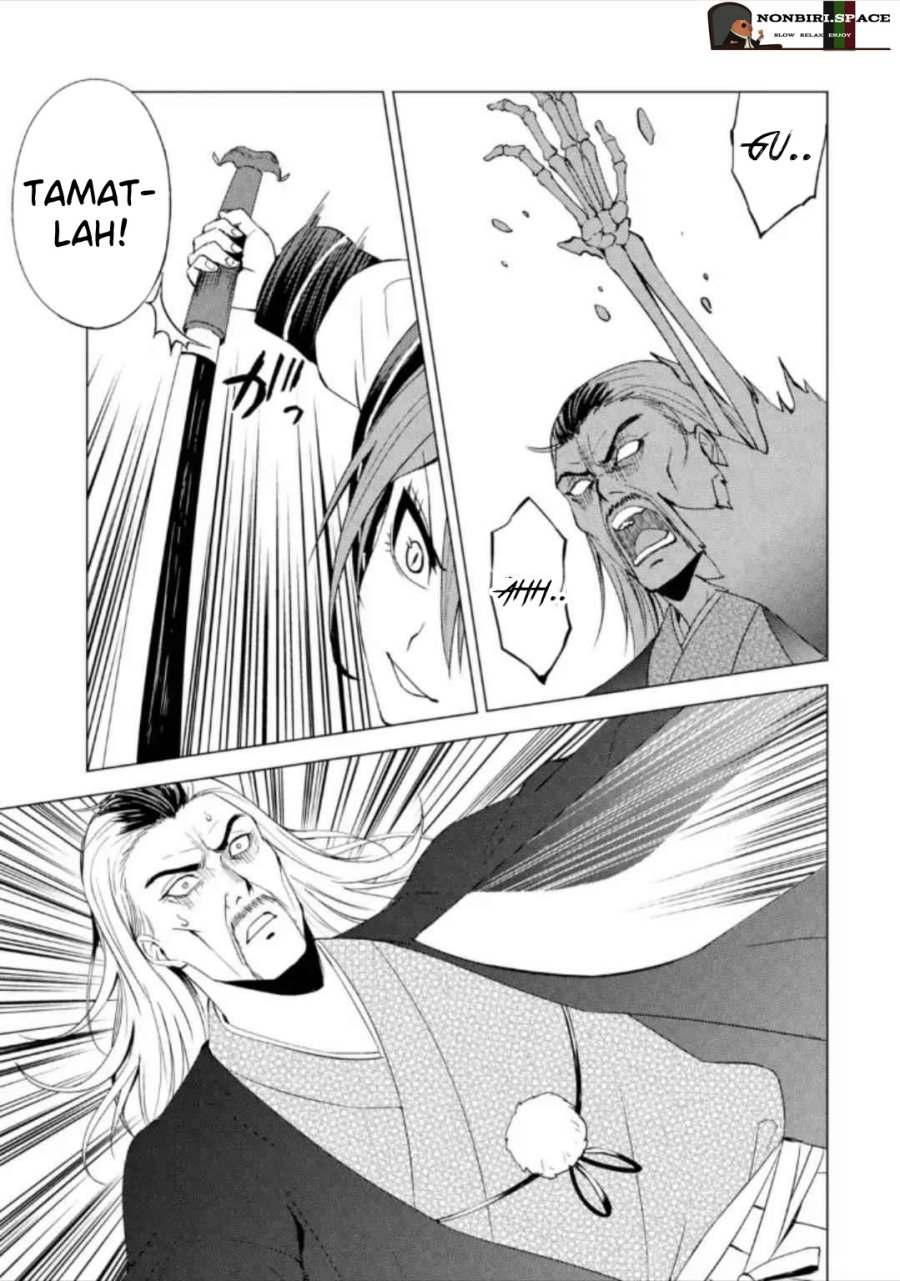 NONBIRI.SPACE
SLOW RELAX ENJOY
GU..
AHH..
TAMAT-
LAH!
ガッ